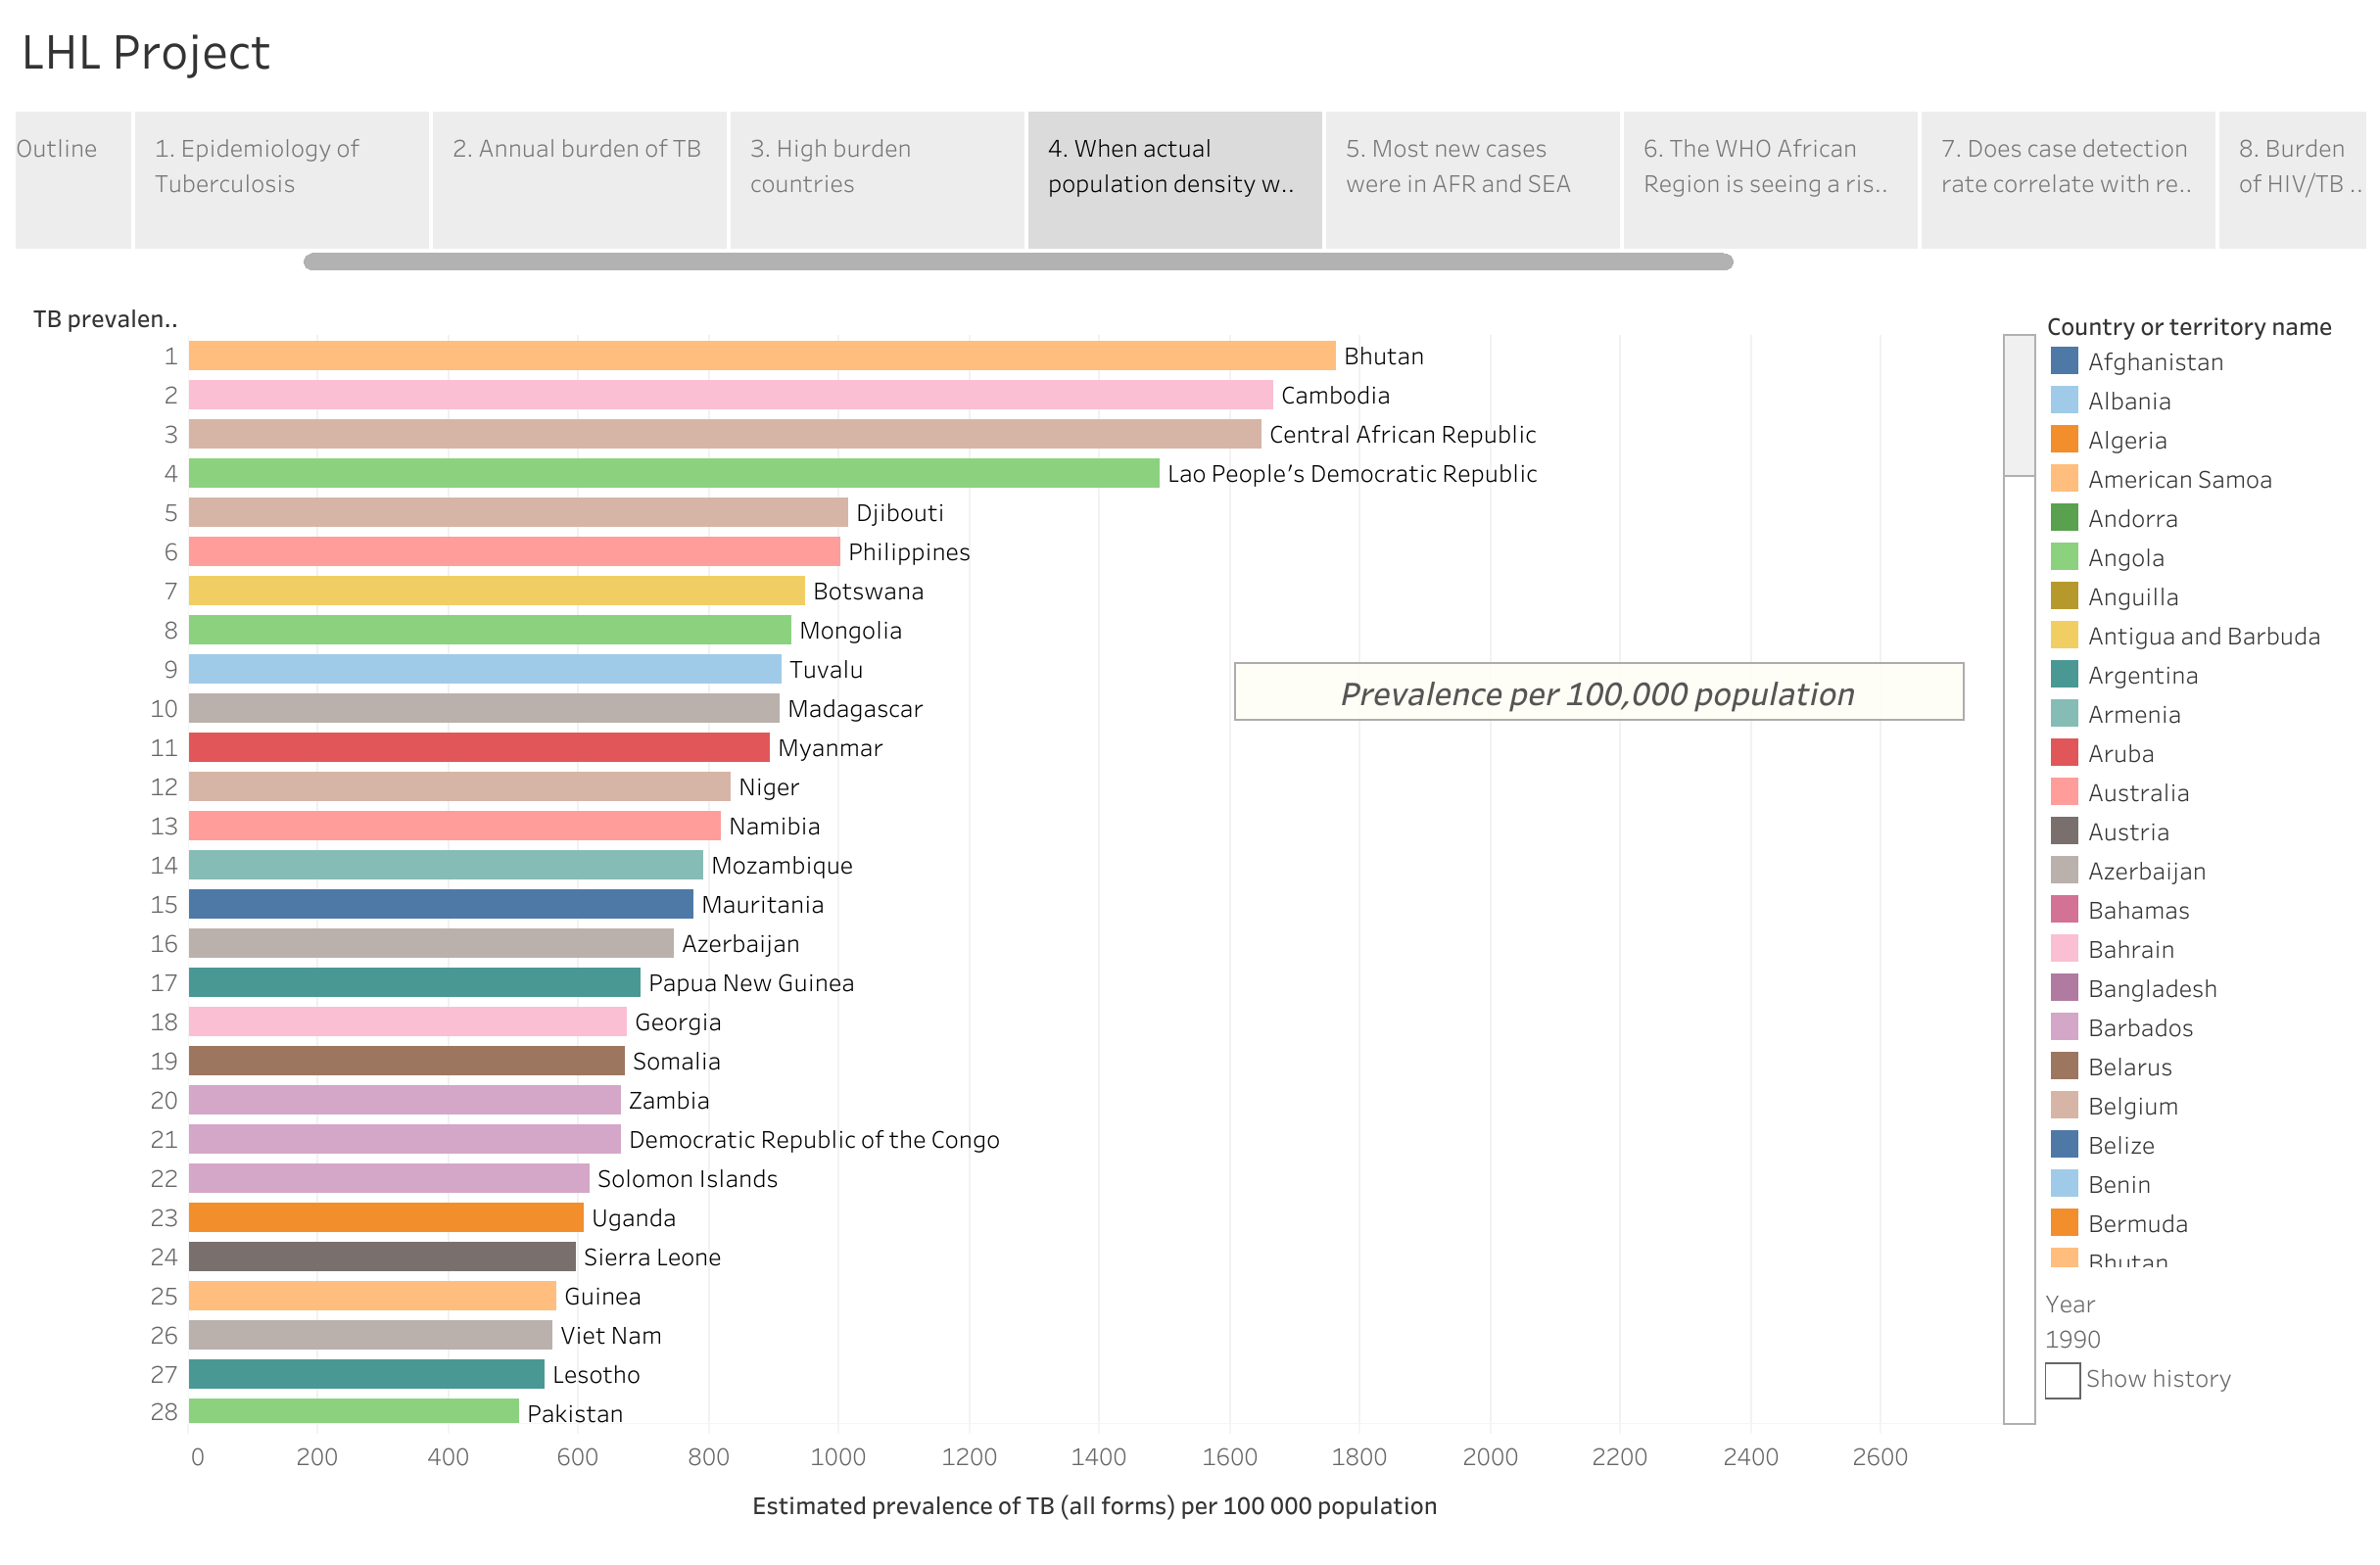 LHL Project
Outline
1. Epidemiology of
Tuberculosis
2. Annual burden of TB
3. High burden
countries
4. When actual
population density w..
5. Most new cases
were in AFR and SEA
6. The WHO African
Region is seeing a ris..
7. Does case detection
rate correlate with re..
8. Burden
of HIV/TB ..
TB prevalen..
1 Bhutan
2 Cambodia
3 Central African Republic
4 Lao People's Democratic Republic
5 Djibouti
6 Philippines
7 Botswana
8 Mongolia
9 Tuvalu
10 Madagascar
11 Myanmar
12 Niger
13 Namibia
14 Mozambique
15 Mauritania
16 Azerbaijan
17 Papua New Guinea
18 Georgia
19 Somalia
20 Zambia
21 Democratic Republic of the Congo
22 Solomon Islands
23 Uganda
24 Sierra Leone
25 Guinea
26 Viet Nam
27 Lesotho
28 Pakistan
0 200 400 600 800 1000 1200 1400 1600 1800 2000 2200 2400 2600
Estimated prevalence of TB (all forms) per 100 000 population
Prevalence per 100,000 population
Country or territory name
Afghanistan
Albania
Algeria
American Samoa
Andorra
Angola
Anguilla
Antigua and Barbuda
Argentina
Armenia
Aruba
Australia
Austria
Azerbaijan
Bahamas
Bahrain
Bangladesh
Barbados
Belarus
Belgium
Belize
Benin
Bermuda
Bhutan
Year
1990
Show history